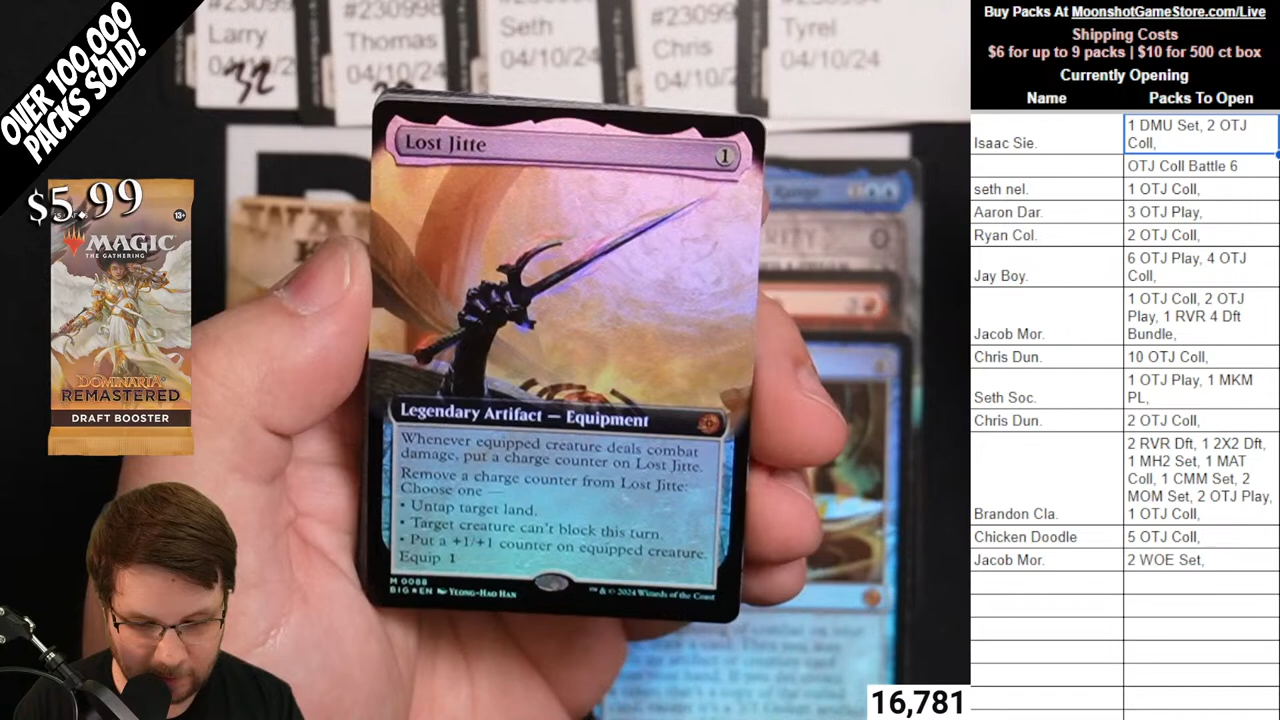 OVER 100,000
PACKS SOLD!
$5.99
13+
MAGIC
THE GATHERING
DOMINARIA
REMASTERED
DRAFT BOOSTER
Larry
32
Thomas
04/10/24
Seth
04/10/24
Chris
04/10/2
Tyrel
04/10/24
Lost Jitte
1
Legendary Artifact — Equipment
Whenever equipped creature deals combat
damage, put a charge counter on Lost Jitte.
Remove a charge counter from Lost Jitte:
Choose one —
• Untap target land.
• Target creature can't block this turn.
• Put a +1/+1 counter on equipped creature.
Equip 1
M 0088
BIG • EN Yeong-Hao Han
™ & © 2024 Wizards of the Coast
16,781
Buy Packs At MoonshotGameStore.com/Live
Shipping Costs
$6 for up to 9 packs | $10 for 500 ct box
Currently Opening
Name Packs To Open
Isaac Sie. 1 DMU Set, 2 OTJ
Coll,
OTJ Coll Battle 6
seth nel. 1 OTJ Coll,
Aaron Dar. 3 OTJ Play,
Ryan Col. 2 OTJ Coll,
Jay Boy. 6 OTJ Play, 4 OTJ
Coll,
Jacob Mor. 1 OTJ Coll, 2 OTJ
Play, 1 RVR 4 Dft
Bundle,
Chris Dun. 10 OTJ Coll,
Seth Soc. 1 OTJ Play, 1 MKM
PL,
Chris Dun. 2 OTJ Coll,
Brandon Cla. 2 RVR Dft, 1 2X2 Dft,
1 MH2 Set, 1 MAT
Coll, 1 CMM Set, 2
MOM Set, 2 OTJ Play,
1 OTJ Coll,
Chicken Doodle 5 OTJ Coll,
Jacob Mor. 2 WOE Set,